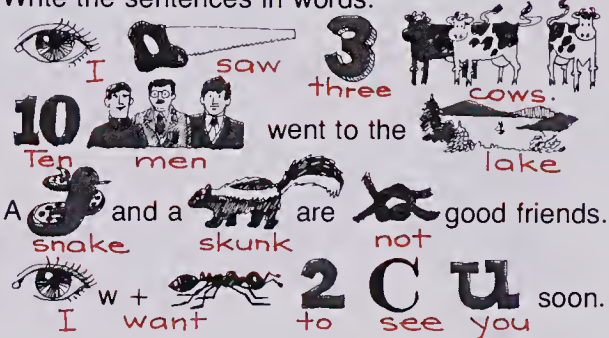 Write the sentences in words.
I saw 3 three cows.
10 Ten men went to the lake
A snake and a skunk are not good friends.
w + 2 C u soon.
I want to see you